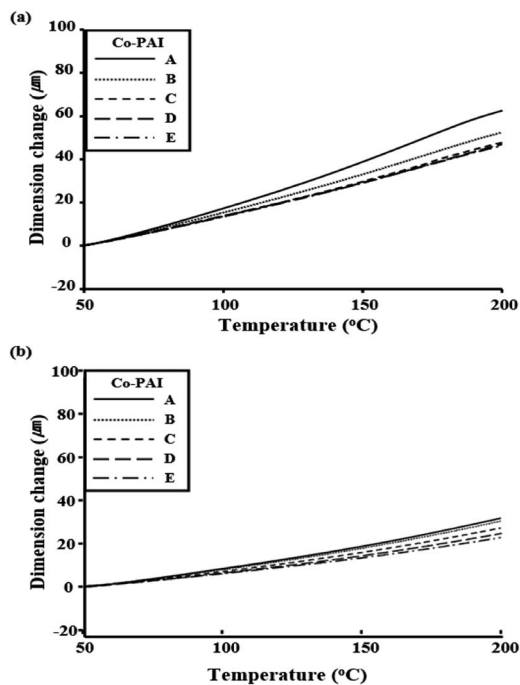 (a)
100
Co-PAI
A
80
B
60
C
D
40
E
20
0
-20
50
100
150
200
Dimension change (㎛)
Temperature (°C)
(b)
100
Co-PAI
A
80
B
60
C
D
40
E
20
0
-20
50
100
150
200
Dimension change (㎛)
Temperature (°C)